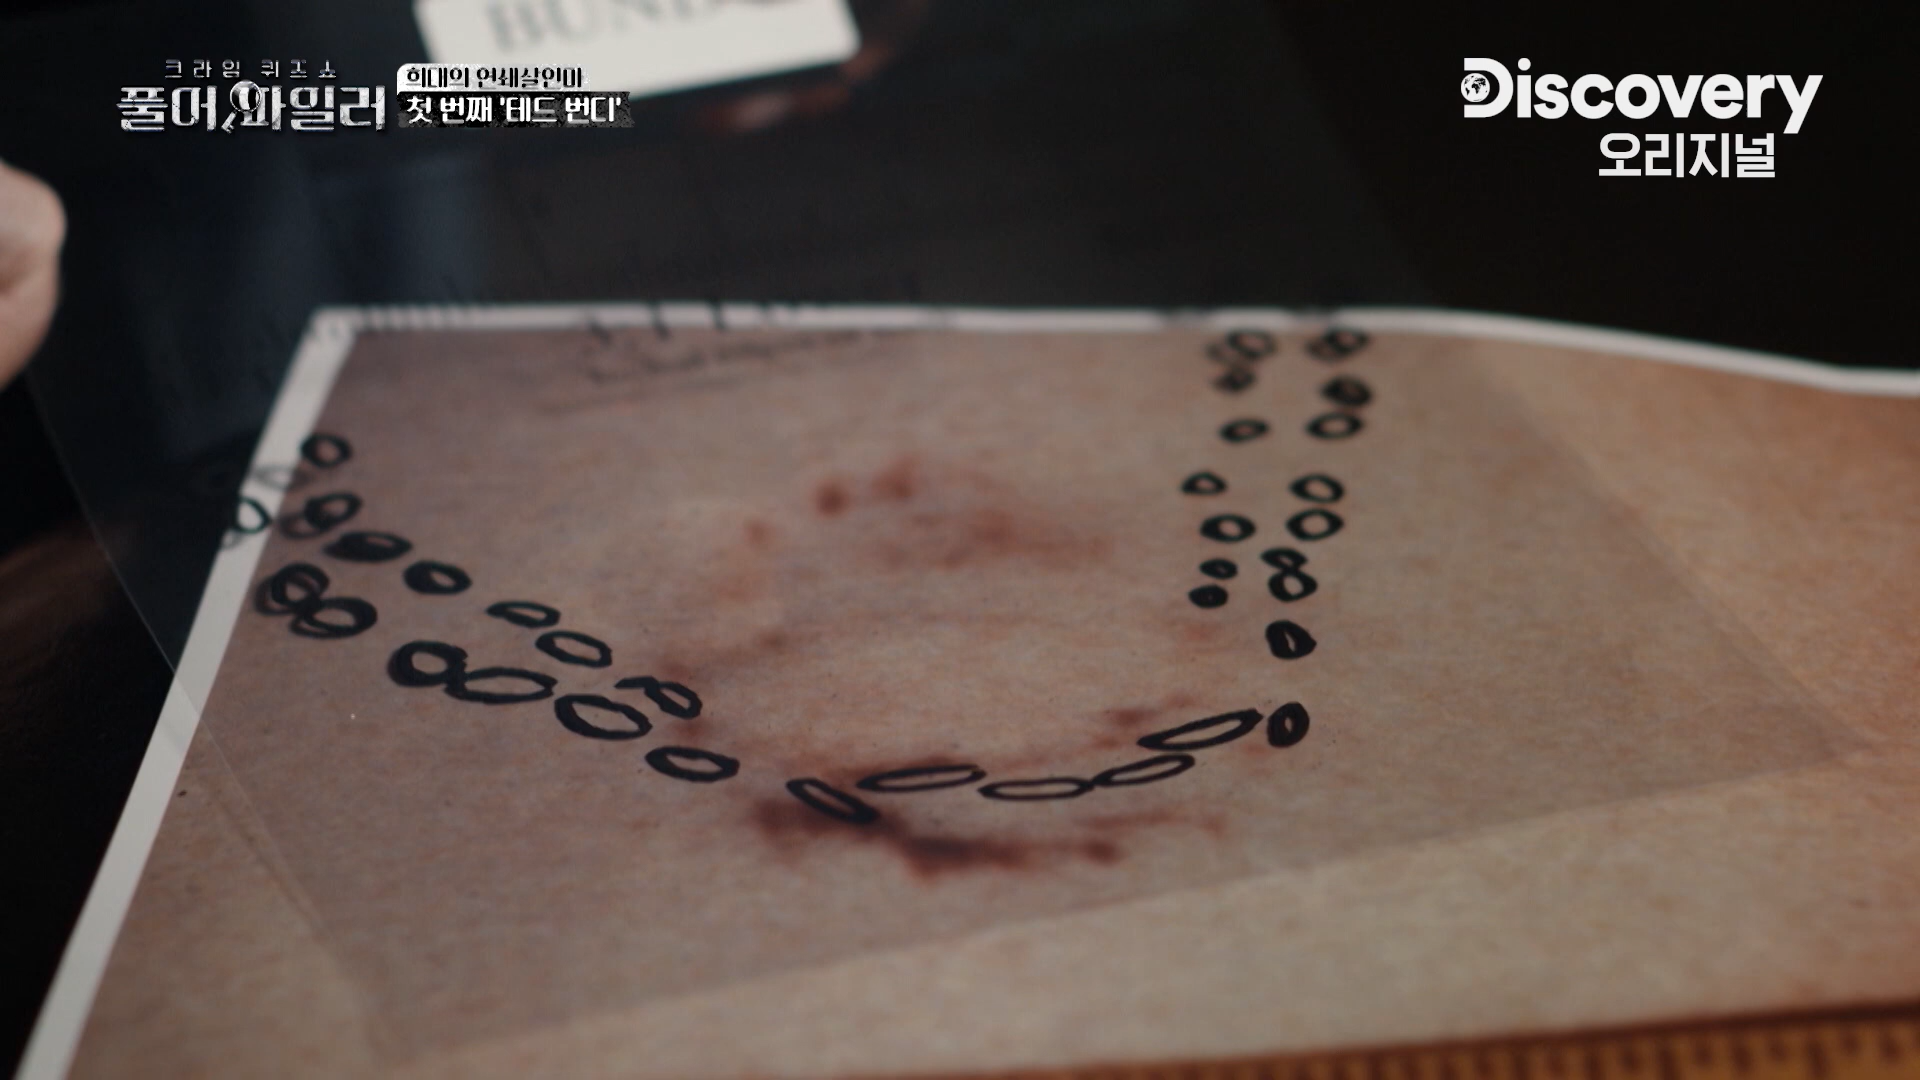 BUND
크라임 퀴즈쇼
풀어파일러
희대의 연쇄살인마
첫 번째 '테드 번디'
Discovery
오리지널